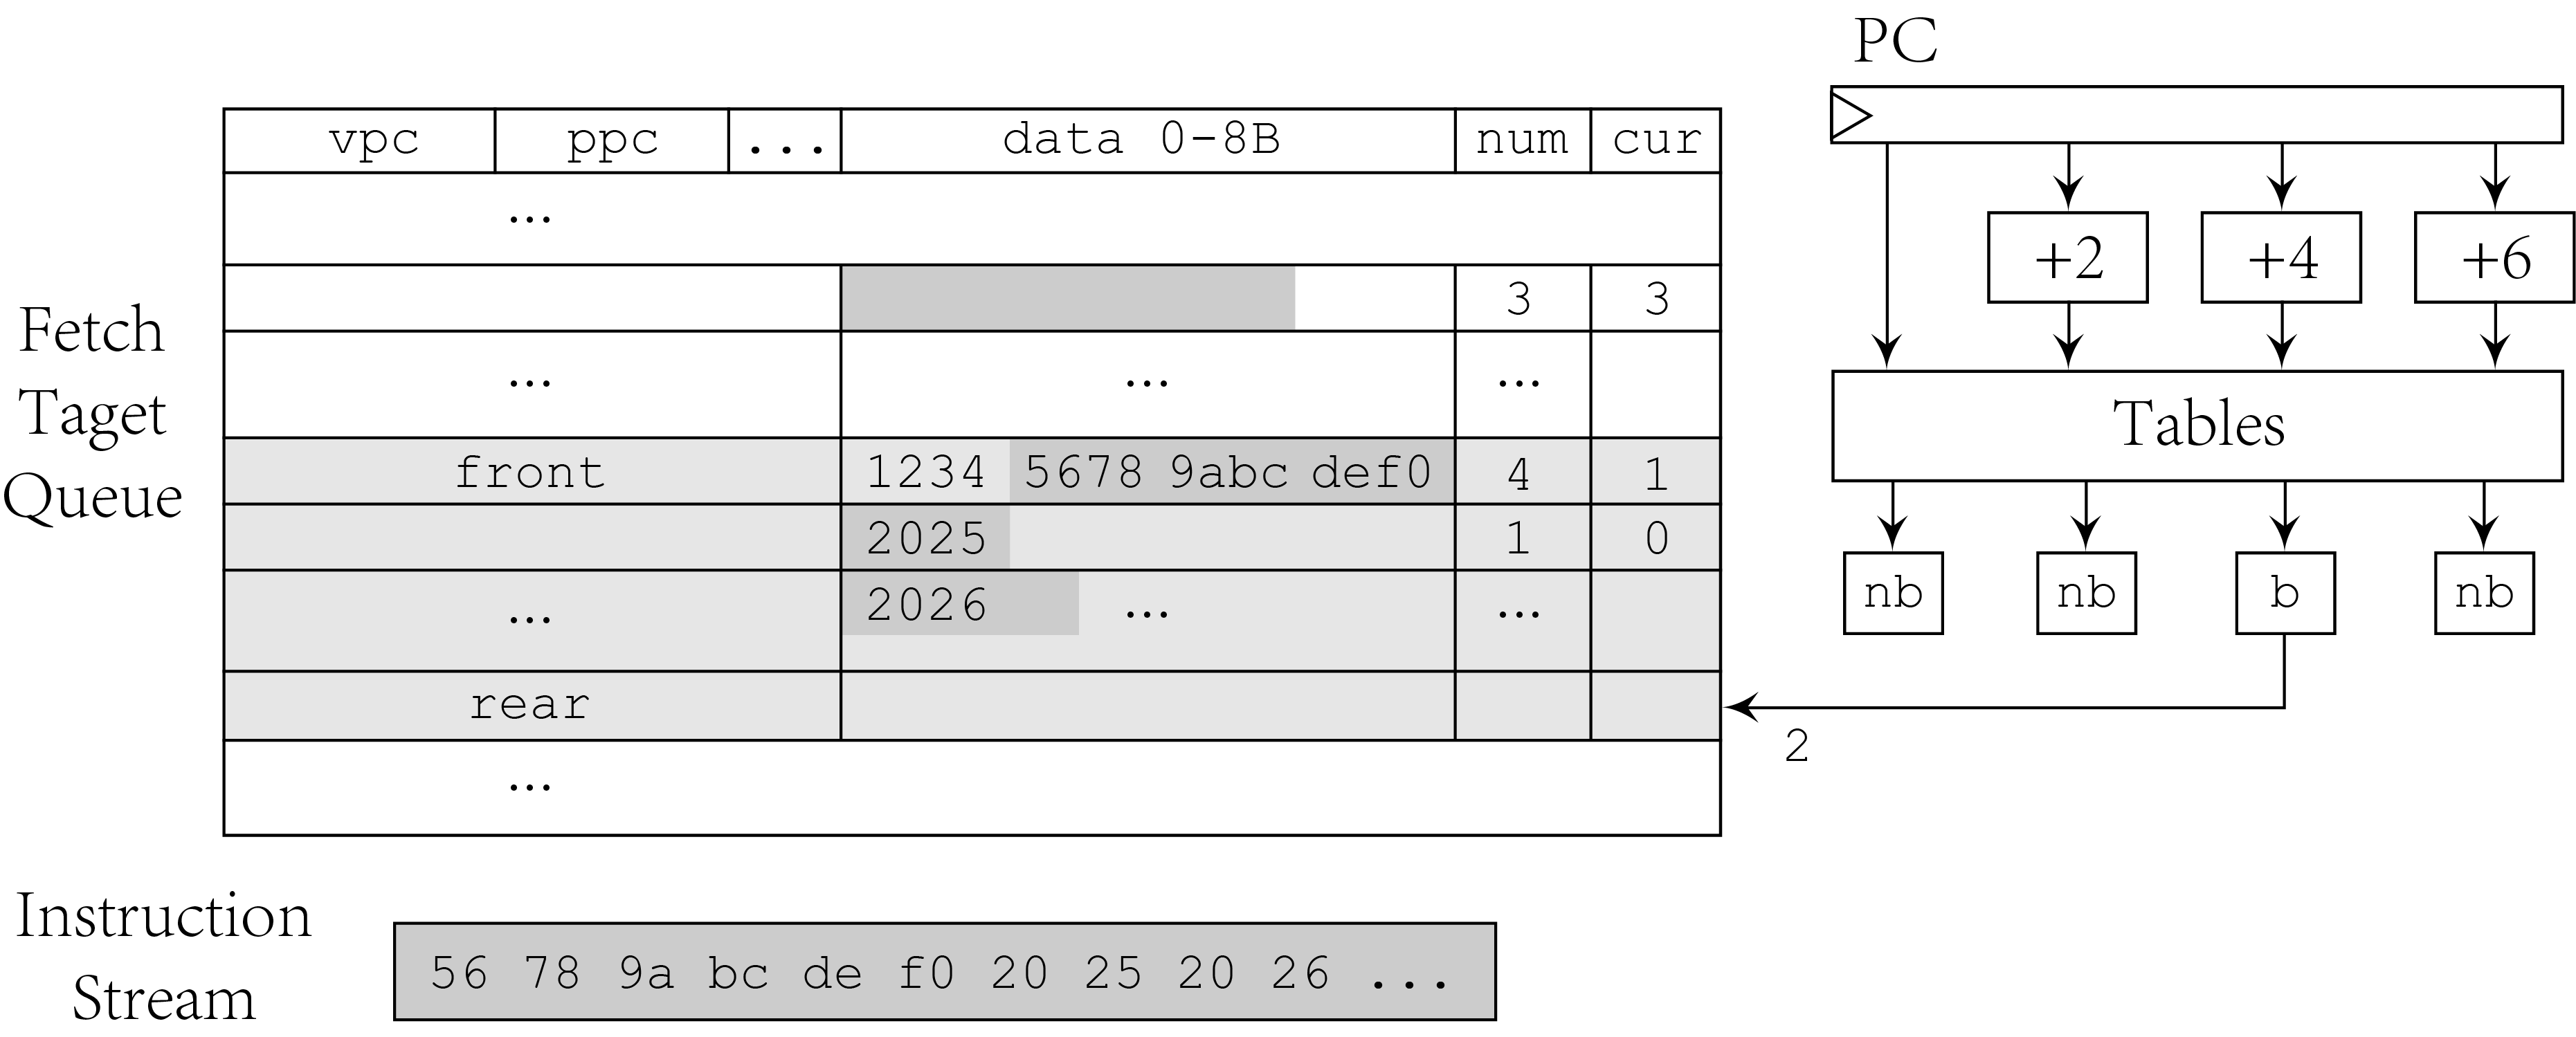 PC
vpc ppc ... data 0-8B num cur
...
+2 +4 +6
3 3
Fetch
Taget
Queue
... ... ...
Tables
front 1234 5678 9abc def0 4 1
2025 1 0
nb nb b nb
... 2026 ... ...
rear
2
...
Instruction
Stream
56 78 9a bc de f0 20 25 20 26 ...